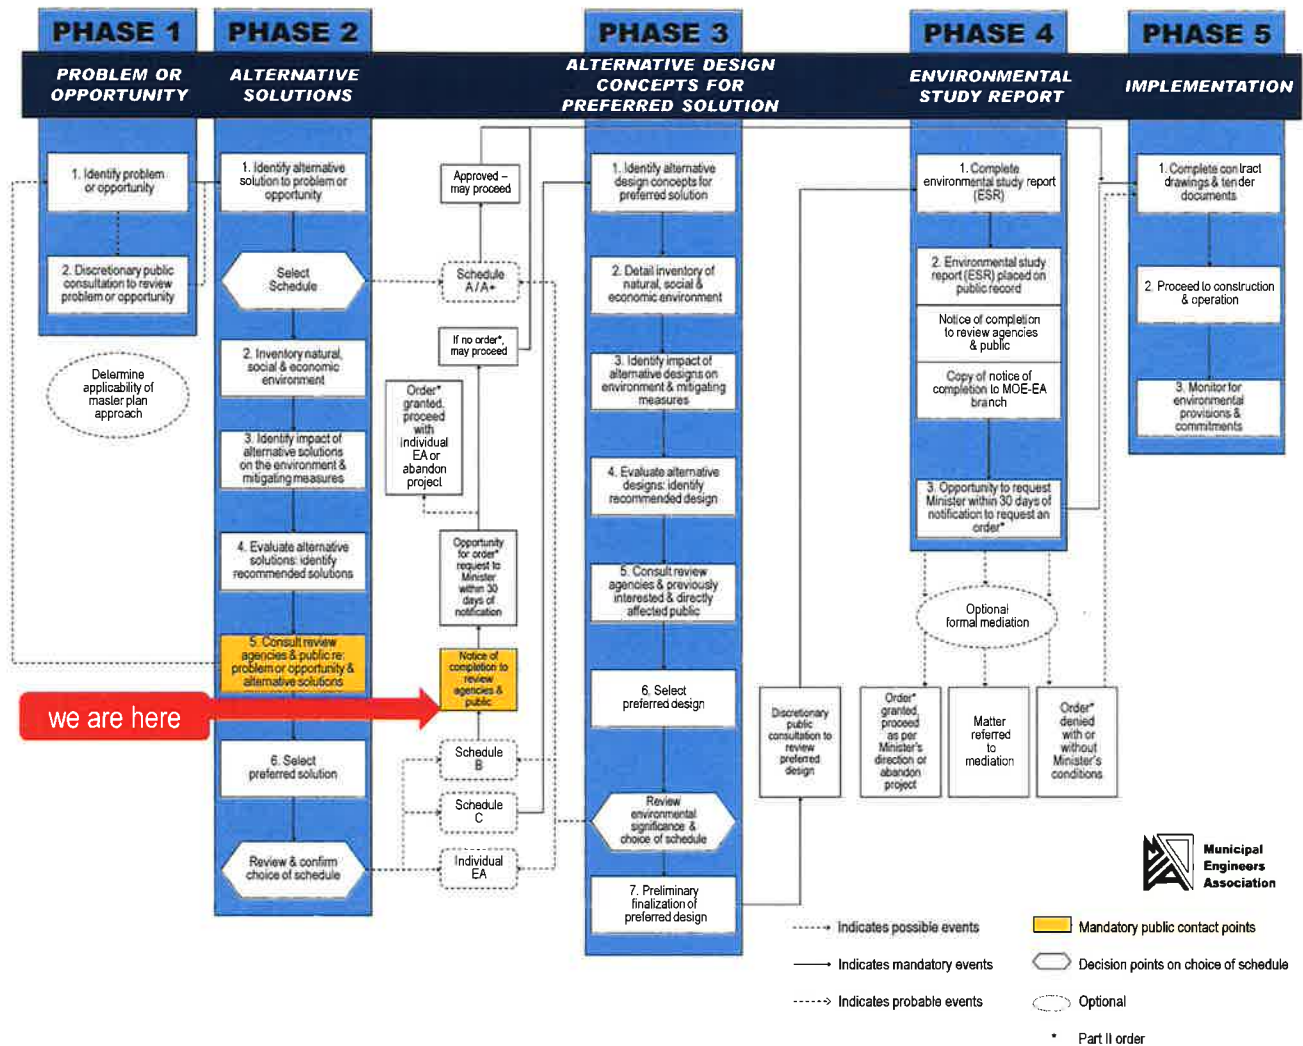 PHASE 1
PHASE 2
PHASE 3
PHASE 4
PHASE 5
PROBLEM OR
OPPORTUNITY
ALTERNATIVE
SOLUTIONS
ALTERNATIVE DESIGN
CONCEPTS FOR
PREFERRED SOLUTION
ENVIRONMENTAL
STUDY REPORT
IMPLEMENTATION
1. Identify problem
or opportunity
2. Discretionary public
consultation to review
problem or opportunity
Determine
applicability of
master plan
approach
1. Identify alternative
solution to problem or
opportunity
Select
Schedule
2. Inventory natural,
social & economic
environment
3. Identify impact of
alternative solutions
on the environment &
mitigating measures
4. Evaluate alternative
solutions: identify
recommended solutions
5. Consult review
agencies & public re:
problem or opportunity &
alternative solutions
we are here
6. Select
preferred solution
Review & confirm
choice of schedule
Approved –
may proceed
Schedule
A / A+
If no order*,
may proceed
Order*
granted,
proceed
with
individual
EA or
abandon
project
Opportunity
for order*
request to
Minister
within 30
days of
notification
Notice of
completion to
review
agencies &
public
Schedule
B
Schedule
C
Individual
EA
1. Identify alternative
design concepts for
preferred solution
2. Detail inventory of
natural, social &
economic environment
3. Identify impact of
alternative designs on
environment & mitigating
measures
4. Evaluate alternative
designs: identify
recommended design
5. Consult review
agencies & previously
interested & directly
affected public
6. Select
preferred design
Review
environmental
significance &
choice of schedule
7. Preliminary
finalization of
preferred design
Discretionary
public
consultation to
review
preferred
design
1. Complete
environmental study report
(ESR)
2. Environmental study
report (ESR) placed on
public record
Notice of completion
to review agencies
& public
Copy of notice of
completion to MOE-EA
branch
3. Opportunity to request
Minister within 30 days of
notification to request an
order*
Optional
formal mediation
Order*
granted,
proceed
as per
Minister's
direction or
abandon
project
Matter
referred
to
mediation
Order*
denied
with or
without
Minister's
conditions
1. Complete contract
drawings & tender
documents
2. Proceed to construction
& operation
3. Monitor for
environmental
provisions &
commitments
MEA
Municipal
Engineers
Association
Indicates possible events
Indicates mandatory events
Indicates probable events
Mandatory public contact points
Decision points on choice of schedule
Optional
* Part II order